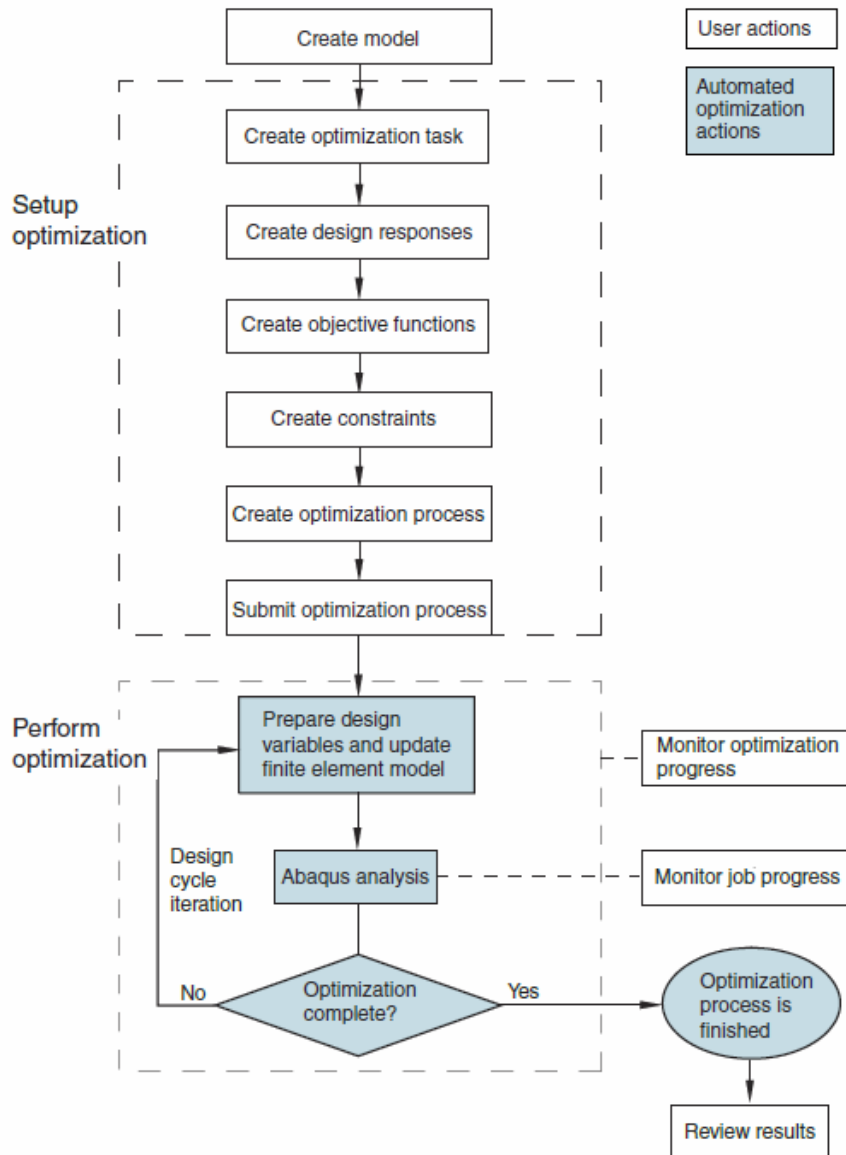 Create model
User actions
Automated
optimization
actions
Setup
optimization
Create optimization task
Create design responses
Create objective functions
Create constraints
Create optimization process
Submit optimization process
Perform
optimization
Prepare design
variables and update
finite element model
Monitor optimization
progress
Design
cycle
iteration
Abaqus analysis
Monitor job progress
No
Optimization
complete?
Yes
Optimization
process is
finished
Review results